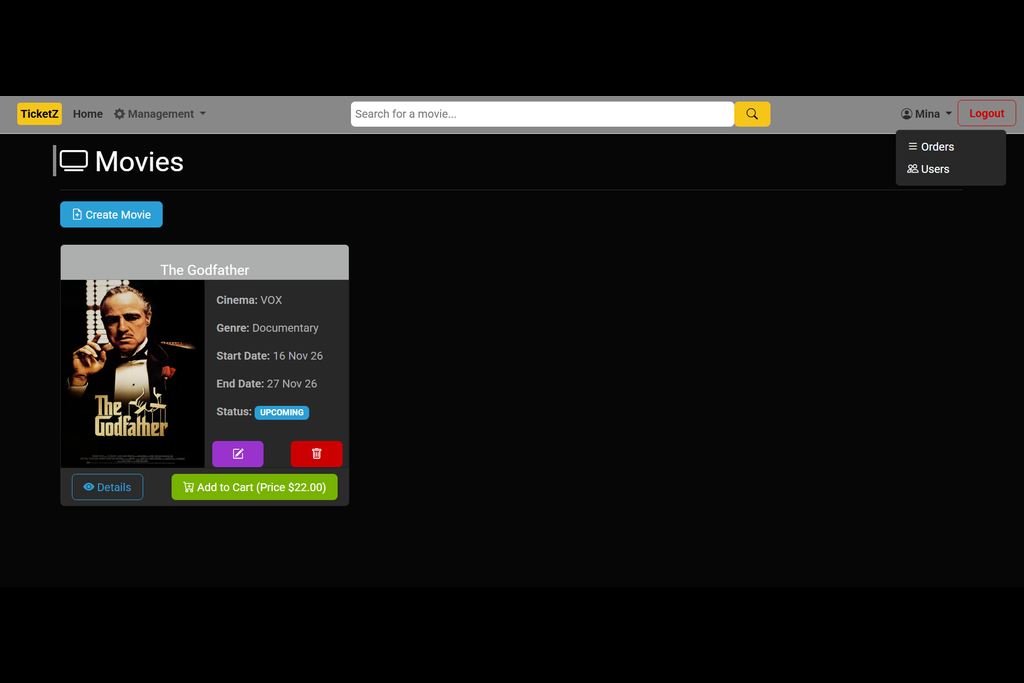 TicketZ Home Management Search for a movie... Mina Logout
Orders
Users
Movies
Create Movie
The Godfather
Cinema: VOX
Genre: Documentary
Start Date: 16 Nov 26
End Date: 27 Nov 26
Status: UPCOMING
The
Godfather
Details Add to Cart (Price $22.00)